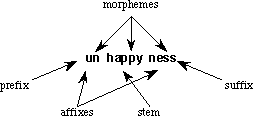 morphemes
un happy ness
prefix suffix
affixes stem